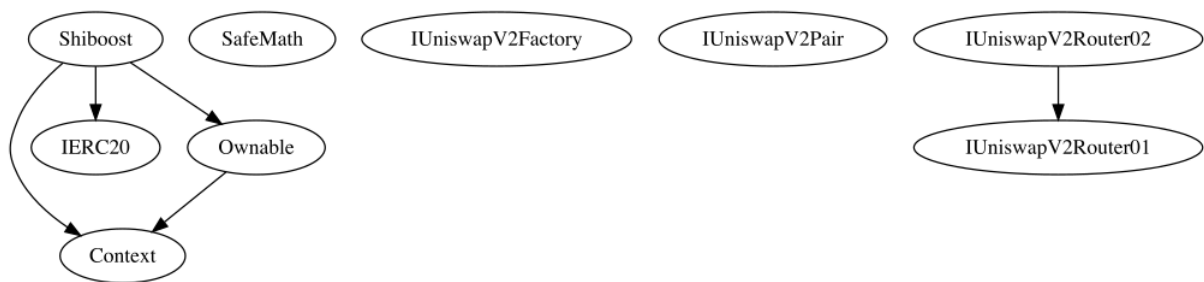 Shiboost
SafeMath
IUniswapV2Factory
IUniswapV2Pair
IUniswapV2Router02
IERC20
Ownable
IUniswapV2Router01
Context